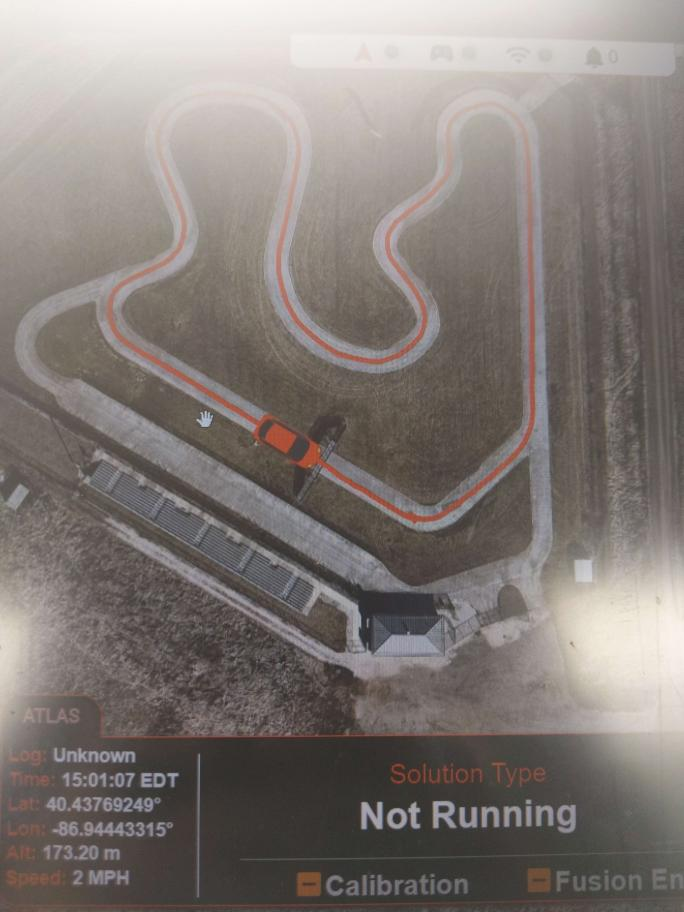 0
ATLAS
Log: Unknown
Time: 15:01:07 EDT
Lat: 40.43769249°
Lon: -86.94443315°
Alt: 173.20 m
Speed: 2 MPH
Solution Type
Not Running
Calibration
Fusion En